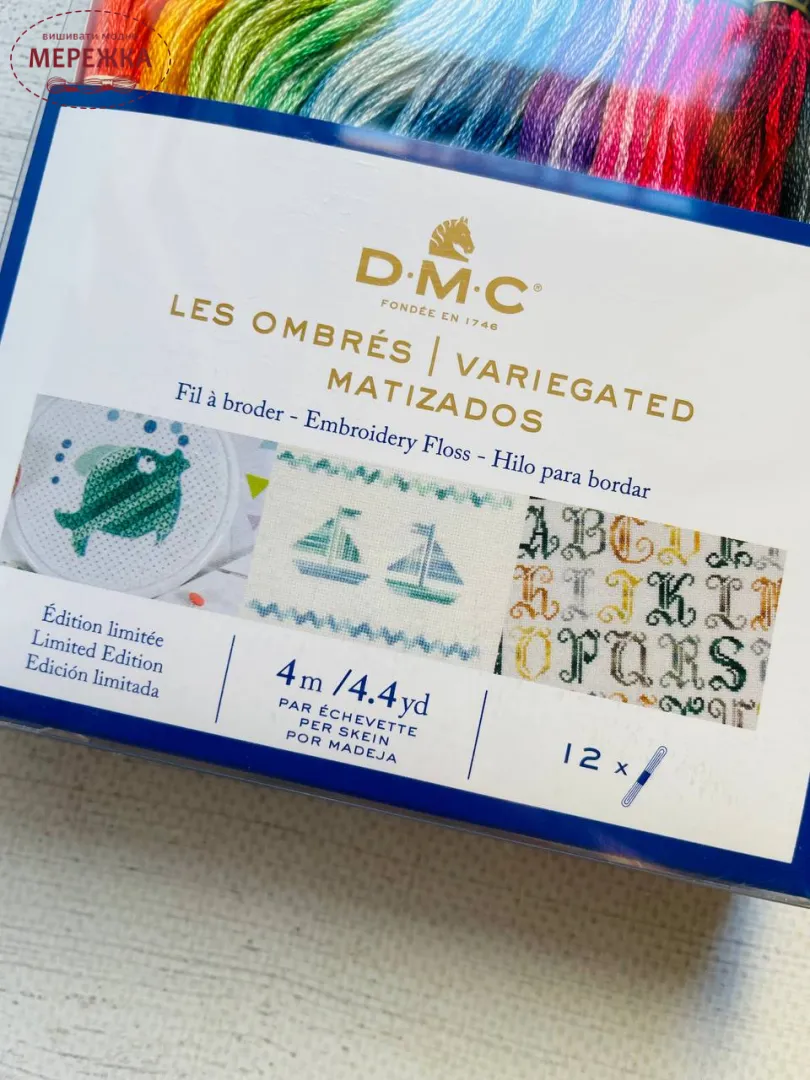 вишивати модно
МЕРЕЖКА
D·M·C®
FONDÉE EN 1746
LES OMBRÉS | VARIEGATED
MATIZADOS
Fil à broder - Embroidery Floss - Hilo para bordar
A B C D E
H I J K L M
O P Q R S
Édition limitée
Limited Edition
Edición limitada
4m /4.4yd
PAR ÉCHEVETTE
PER SKEIN
POR MADEJA
12 x